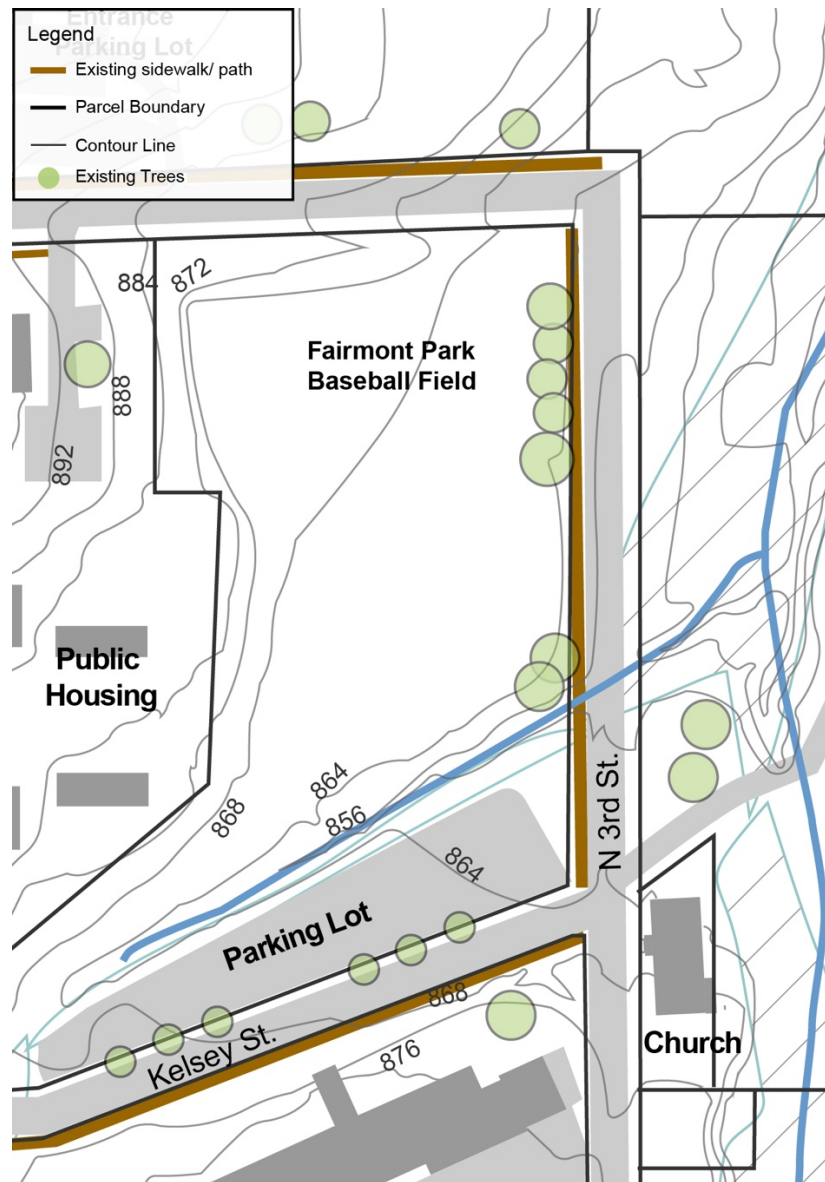 Entrance
Parking Lot
Legend
Existing sidewalk/ path
Parcel Boundary
Contour Line
Existing Trees
884
872
Fairmont Park
Baseball Field
888
892
Public
Housing
864
868
856
N 3rd St.
864
Parking Lot
868
Kelsey St.
876
Church